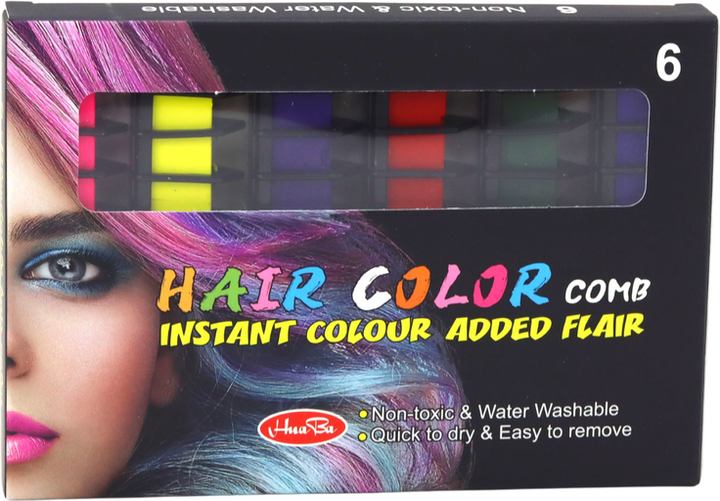 6 Non-toxic & Water Washable
6
HAIR COLOR COMB
INSTANT COLOUR ADDED FLAIR
HuaBa
•Non-toxic & Water Washable
•Quick to dry & Easy to remove